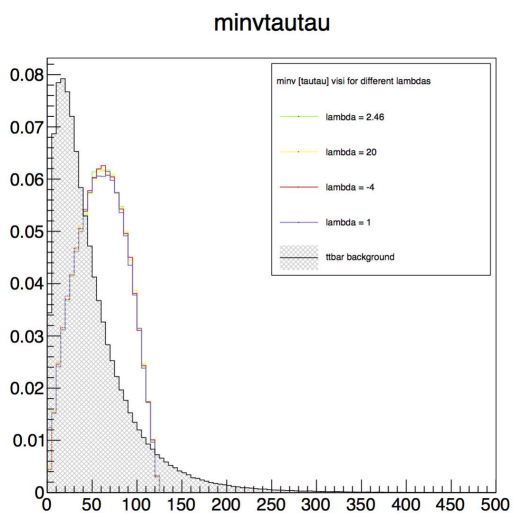 minvtautau
0.08
0.07
0.06
0.05
0.04
0.03
0.02
0.01
0
minv [tautau] visi for different lambdas
lambda = 2.46
lambda = 20
lambda = -4
lambda = 1
ttbar background
0 50 100 150 200 250 300 350 400 450 500